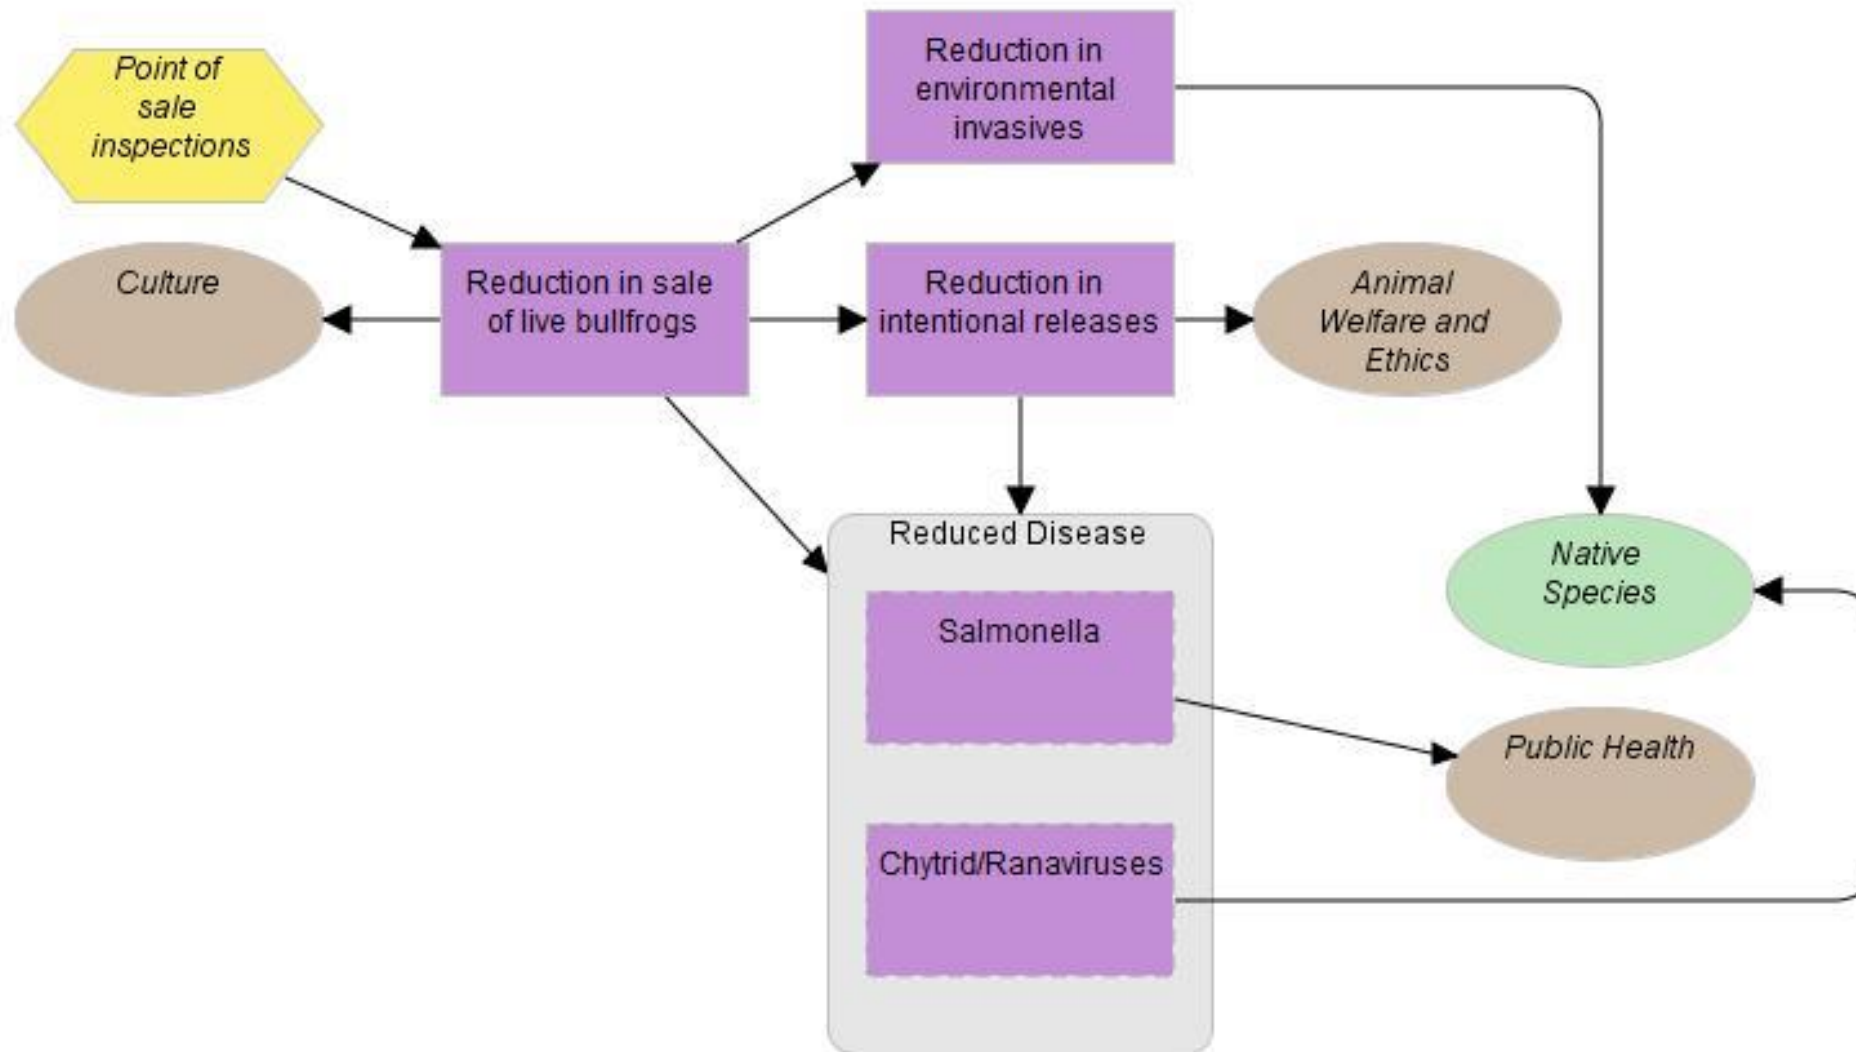 Point of
sale
inspections
Reduction in
environmental
invasives
Culture
Reduction in sale
of live bullfrogs
Reduction in
intentional releases
Animal
Welfare and
Ethics
Reduced Disease
Salmonella
Native
Species
Public Health
Chytrid/Ranaviruses